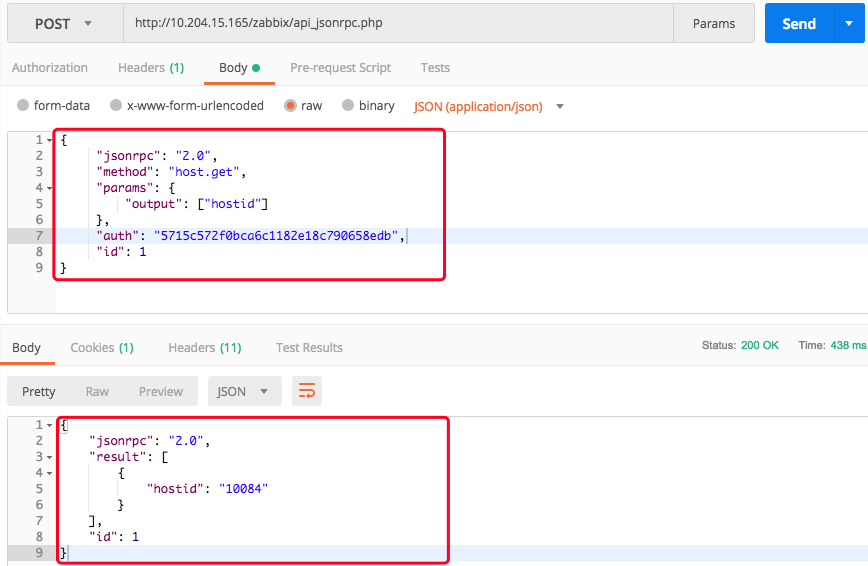 POST http://10.204.15.165/zabbix/api_jsonrpc.php Params Send
Authorization Headers (1) Body Pre-request Script Tests
form-data x-www-form-urlencoded raw binary JSON (application/json)
1 {
2 "jsonrpc": "2.0",
3 "method": "host.get",
4 "params": {
5 "output": ["hostid"]
6 },
7 "auth": "5715c572f0bca6c1182e18c790658edb",
8 "id": 1
9 }
Body Cookies (1) Headers (11) Test Results Status: 200 OK Time: 438 ms
Pretty Raw Preview JSON
1 {
2 "jsonrpc": "2.0",
3 "result": [
4 {
5 "hostid": "10084"
6 }
7 ],
8 "id": 1
9 }